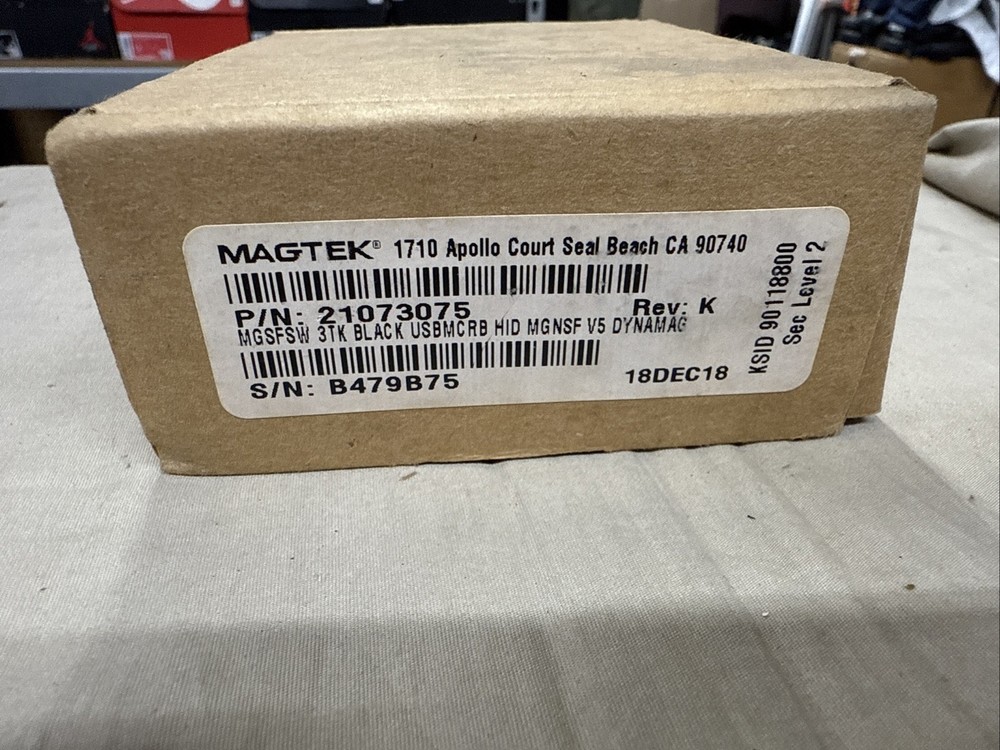 MAGTEK® 1710 Apollo Court Seal Beach CA 90740
P/N: 21073075 Rev: K
MGSFSW 3TK BLACK USBMCRB HID MGNSF V5 DYNAMAG
S/N: B479B75 18DEC18
KSID 90118800
Sec Level 2